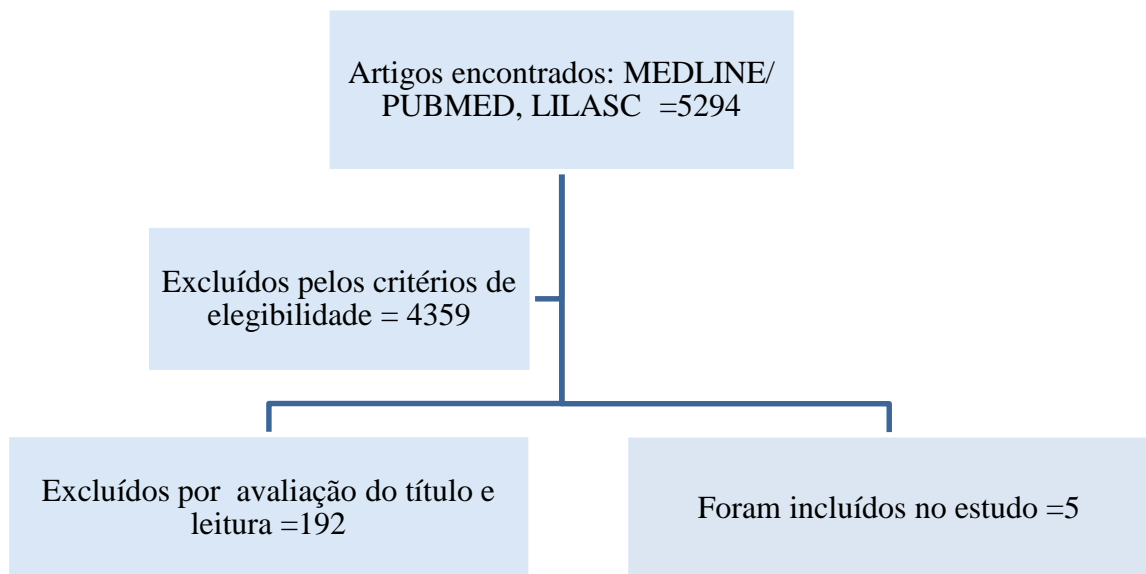 Artigos encontrados: MEDLINE/
PUBMED, LILASC =5294
Excluídos pelos critérios de
elegibilidade = 4359
Excluídos por avaliação do título e
leitura =192
Foram incluídos no estudo =5